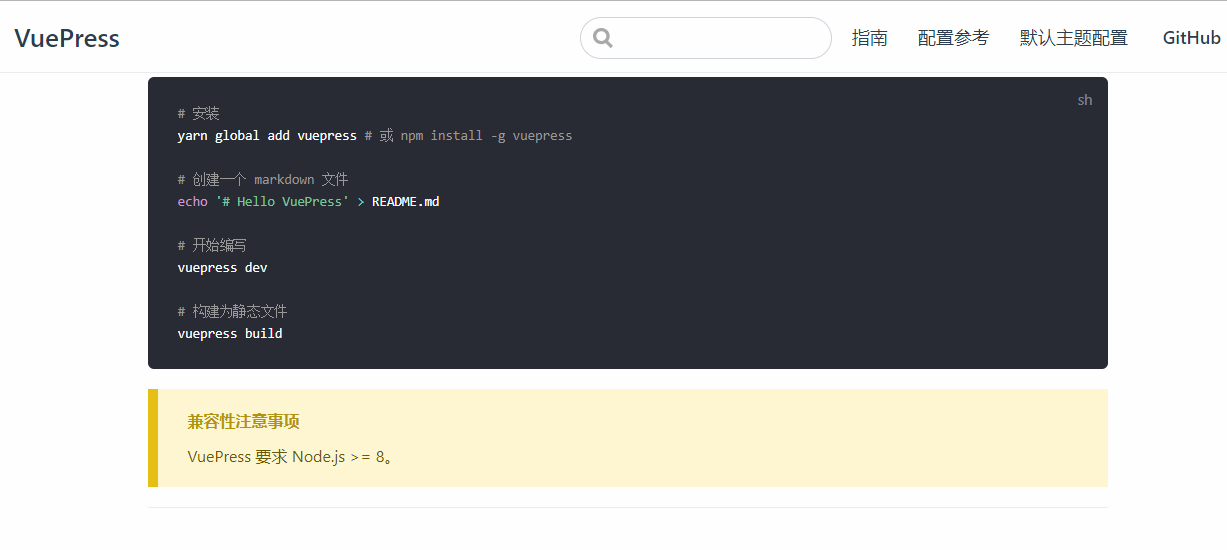 VuePress 指南 配置参考 默认主题配置 GitHub
sh
# 安装
yarn global add vuepress # 或 npm install -g vuepress
# 创建一个 markdown 文件
echo '# Hello VuePress' > README.md
# 开始编写
vuepress dev
# 构建为静态文件
vuepress build
兼容性注意事项
VuePress 要求 Node.js >= 8。